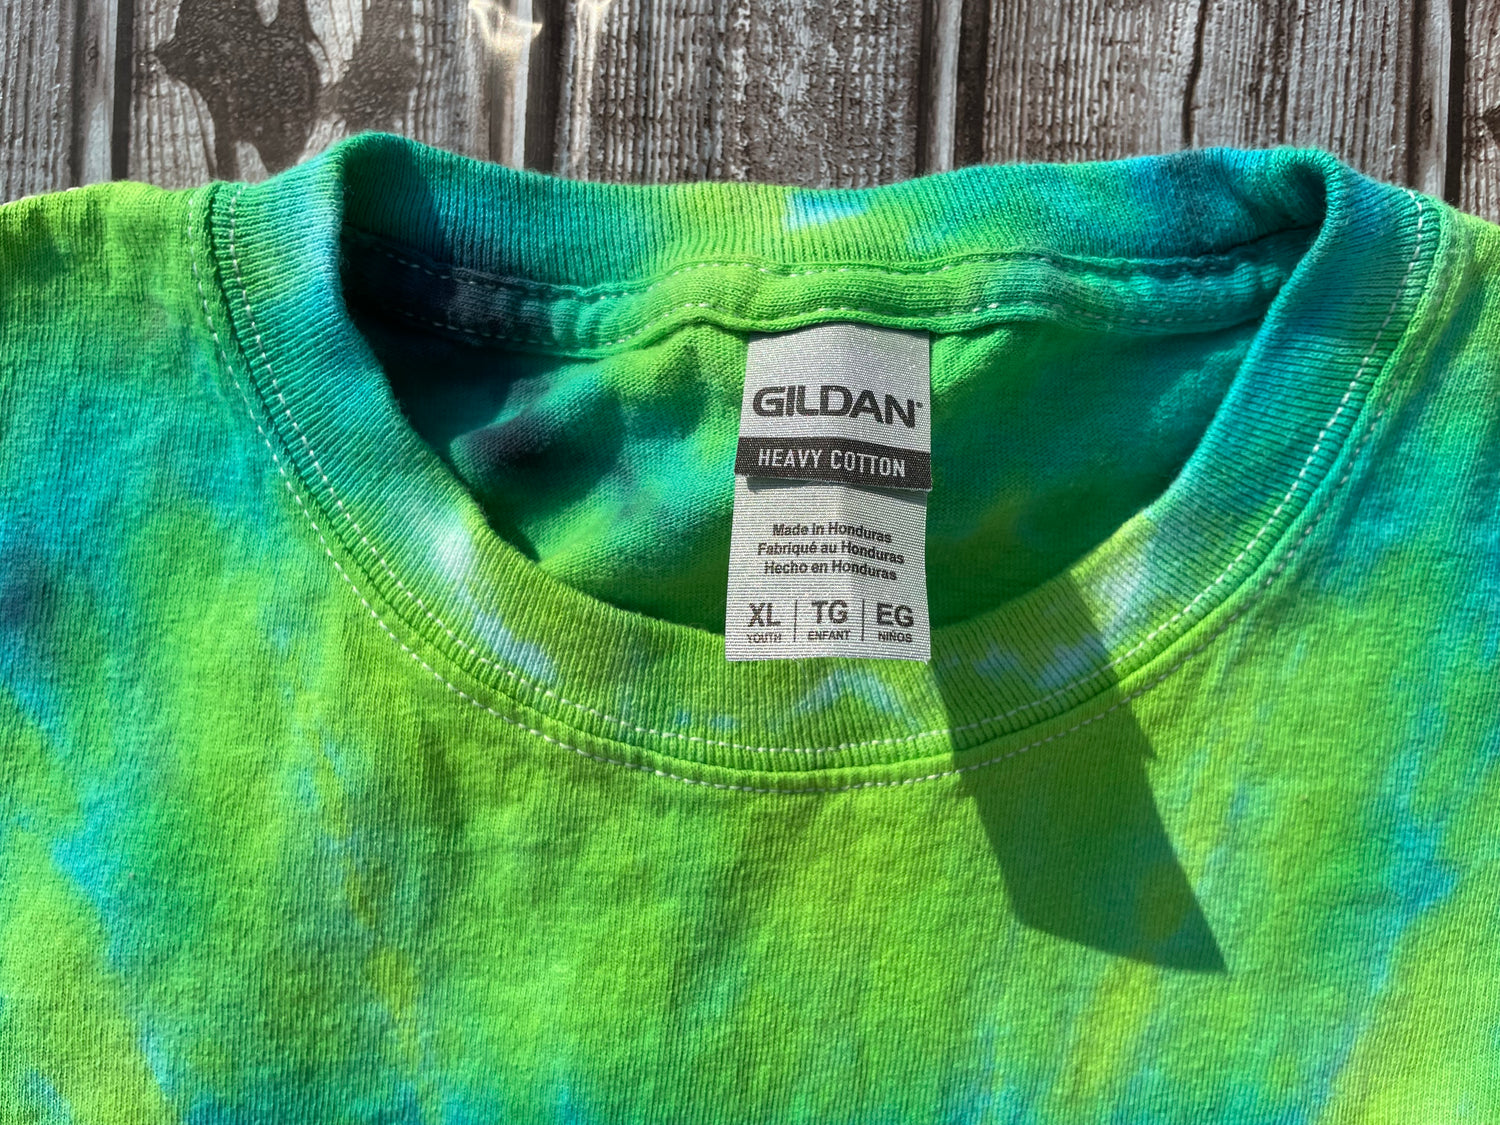 GILDAN®
HEAVY COTTON
Made in Honduras
Fabriqué au Honduras
Hecho en Honduras
XL | TG | EG
YOUTH | ENFANT | NIÑOS